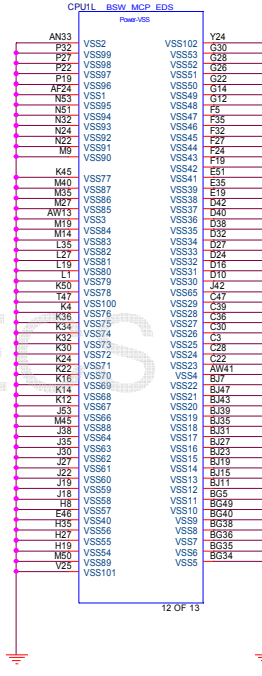 CPU1L BSW_MCP_EDS
Power-VSS
AN33 VSS2
P32 VSS99
P27 VSS98
P22 VSS97
P19 VSS96
AF24 VSS1
N53 VSS95
N51 VSS94
N32 VSS93
N24 VSS92
N22 VSS91
M9 VSS90
K45 VSS77
M40 VSS87
M35 VSS86
M27 VSS85
AW13 VSS3
M19 VSS84
M14 VSS83
L35 VSS82
L27 VSS81
L19 VSS80
L1 VSS79
K50 VSS78
T47 VSS100
K4 VSS76
K36 VSS75
K34 VSS74
K32 VSS73
K30 VSS72
K24 VSS71
K22 VSS70
K16 VSS69
K14 VSS68
K12 VSS67
J53 VSS66
M45 VSS88
J38 VSS64
J35 VSS63
J30 VSS62
J27 VSS61
J22 VSS60
J19 VSS59
J18 VSS58
H8 VSS57
E46 VSS40
H35 VSS56
H27 VSS55
H19 VSS54
M50 VSS89
V25 VSS101
VSS102 Y24
VSS53 G30
VSS52 G28
VSS51 G26
VSS50 G22
VSS49 G14
VSS48 G12
VSS47 F5
VSS46 F35
VSS45 F32
VSS44 F27
VSS43 F24
VSS42 F19
VSS41 E51
VSS39 E35
VSS38 E19
VSS37 D42
VSS36 D40
VSS35 D38
VSS34 D32
VSS33 D27
VSS32 D24
VSS31 D16
VSS30 D10
VSS65 J42
VSS29 C47
VSS28 C39
VSS27 C36
VSS26 C30
VSS25 C3
VSS24 C28
VSS23 C22
VSS4 AW41
VSS22 BJ7
VSS21 BJ47
VSS20 BJ43
VSS19 BJ39
VSS18 BJ35
VSS17 BJ31
VSS16 BJ27
VSS15 BJ23
VSS14 BJ19
VSS13 BJ15
VSS12 BJ11
VSS11 BG5
VSS10 BG49
VSS9 BG40
VSS8 BG38
VSS7 BG36
VSS6 BG35
VSS5 BG34
12 OF 13